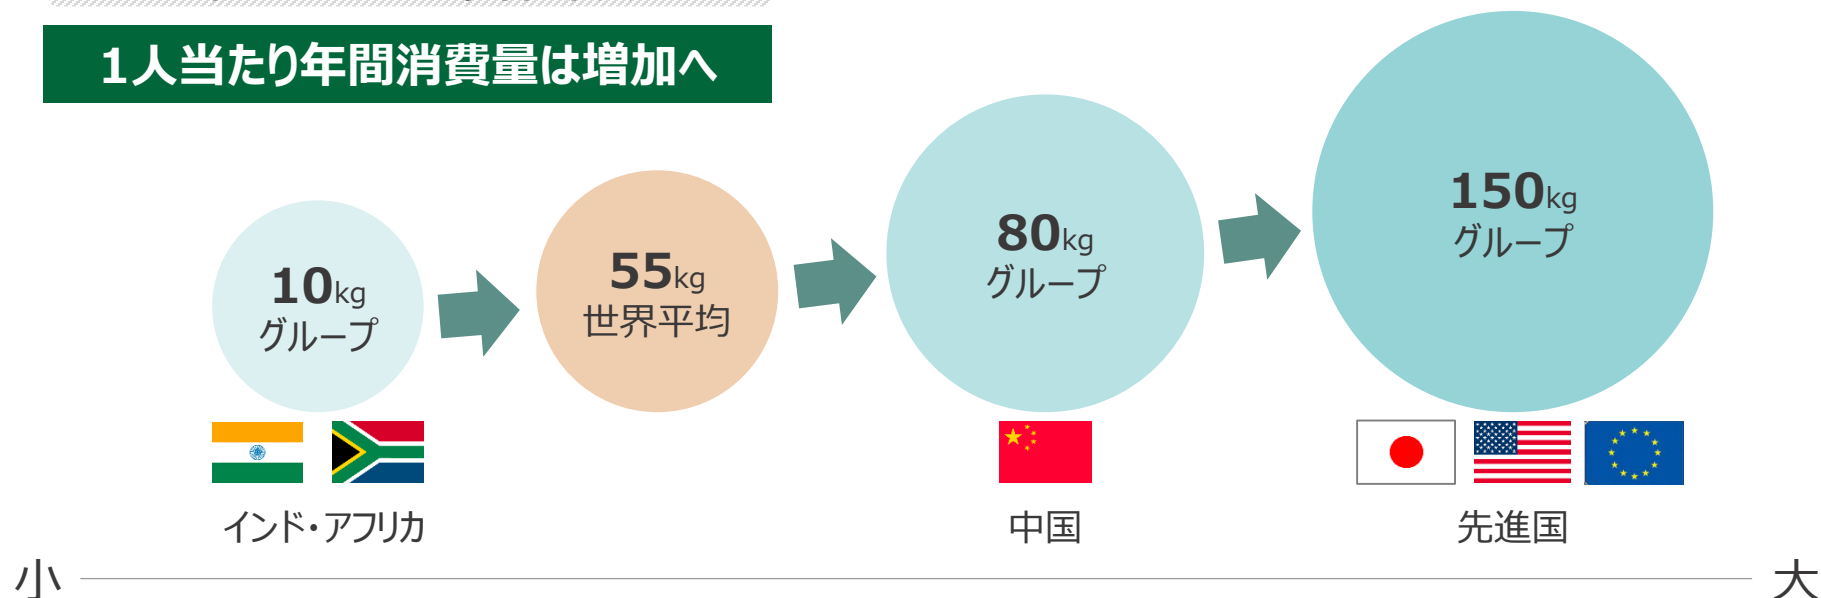 1人当たり年間消費量は増加へ
10kg
グループ
55kg
世界平均
80kg
グループ
150kg
グループ
インド・アフリカ
中国
先進国
小
大